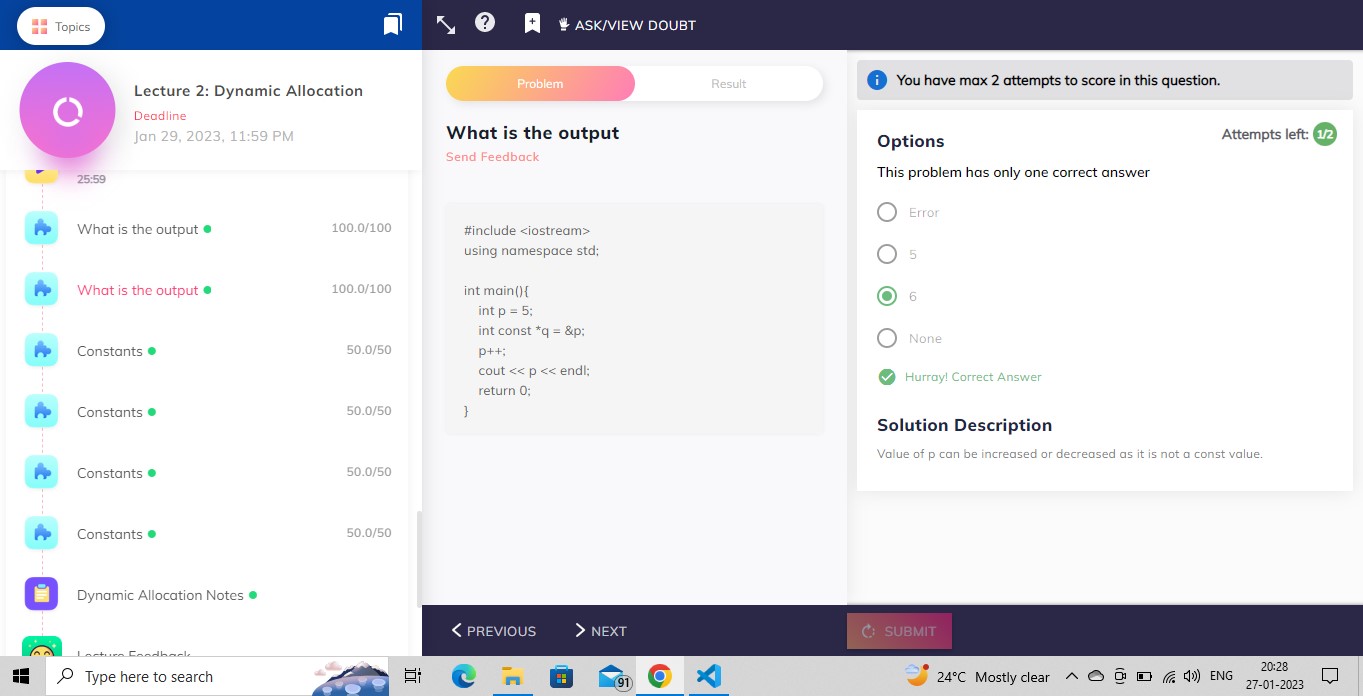 Topics
ASK/VIEW DOUBT
Lecture 2: Dynamic Allocation
Deadline
Jan 29, 2023, 11:59 PM
25:59
What is the output 100.0/100
What is the output 100.0/100
Constants 50.0/50
Constants 50.0/50
Constants 50.0/50
Constants 50.0/50
Dynamic Allocation Notes
Lecture Feedback
Problem Result
What is the output
Send Feedback
#include <iostream>
using namespace std;
int main(){
int p = 5;
int const *q = &p;
p++;
cout << p << endl;
return 0;
}
PREVIOUS NEXT
You have max 2 attempts to score in this question.
Options Attempts left: 1/2
This problem has only one correct answer
Error
5
6
None
Hurray! Correct Answer
Solution Description
Value of p can be increased or decreased as it is not a const value.
SUBMIT
Type here to search
91
24°C Mostly clear
ENG
20:28
27-01-2023